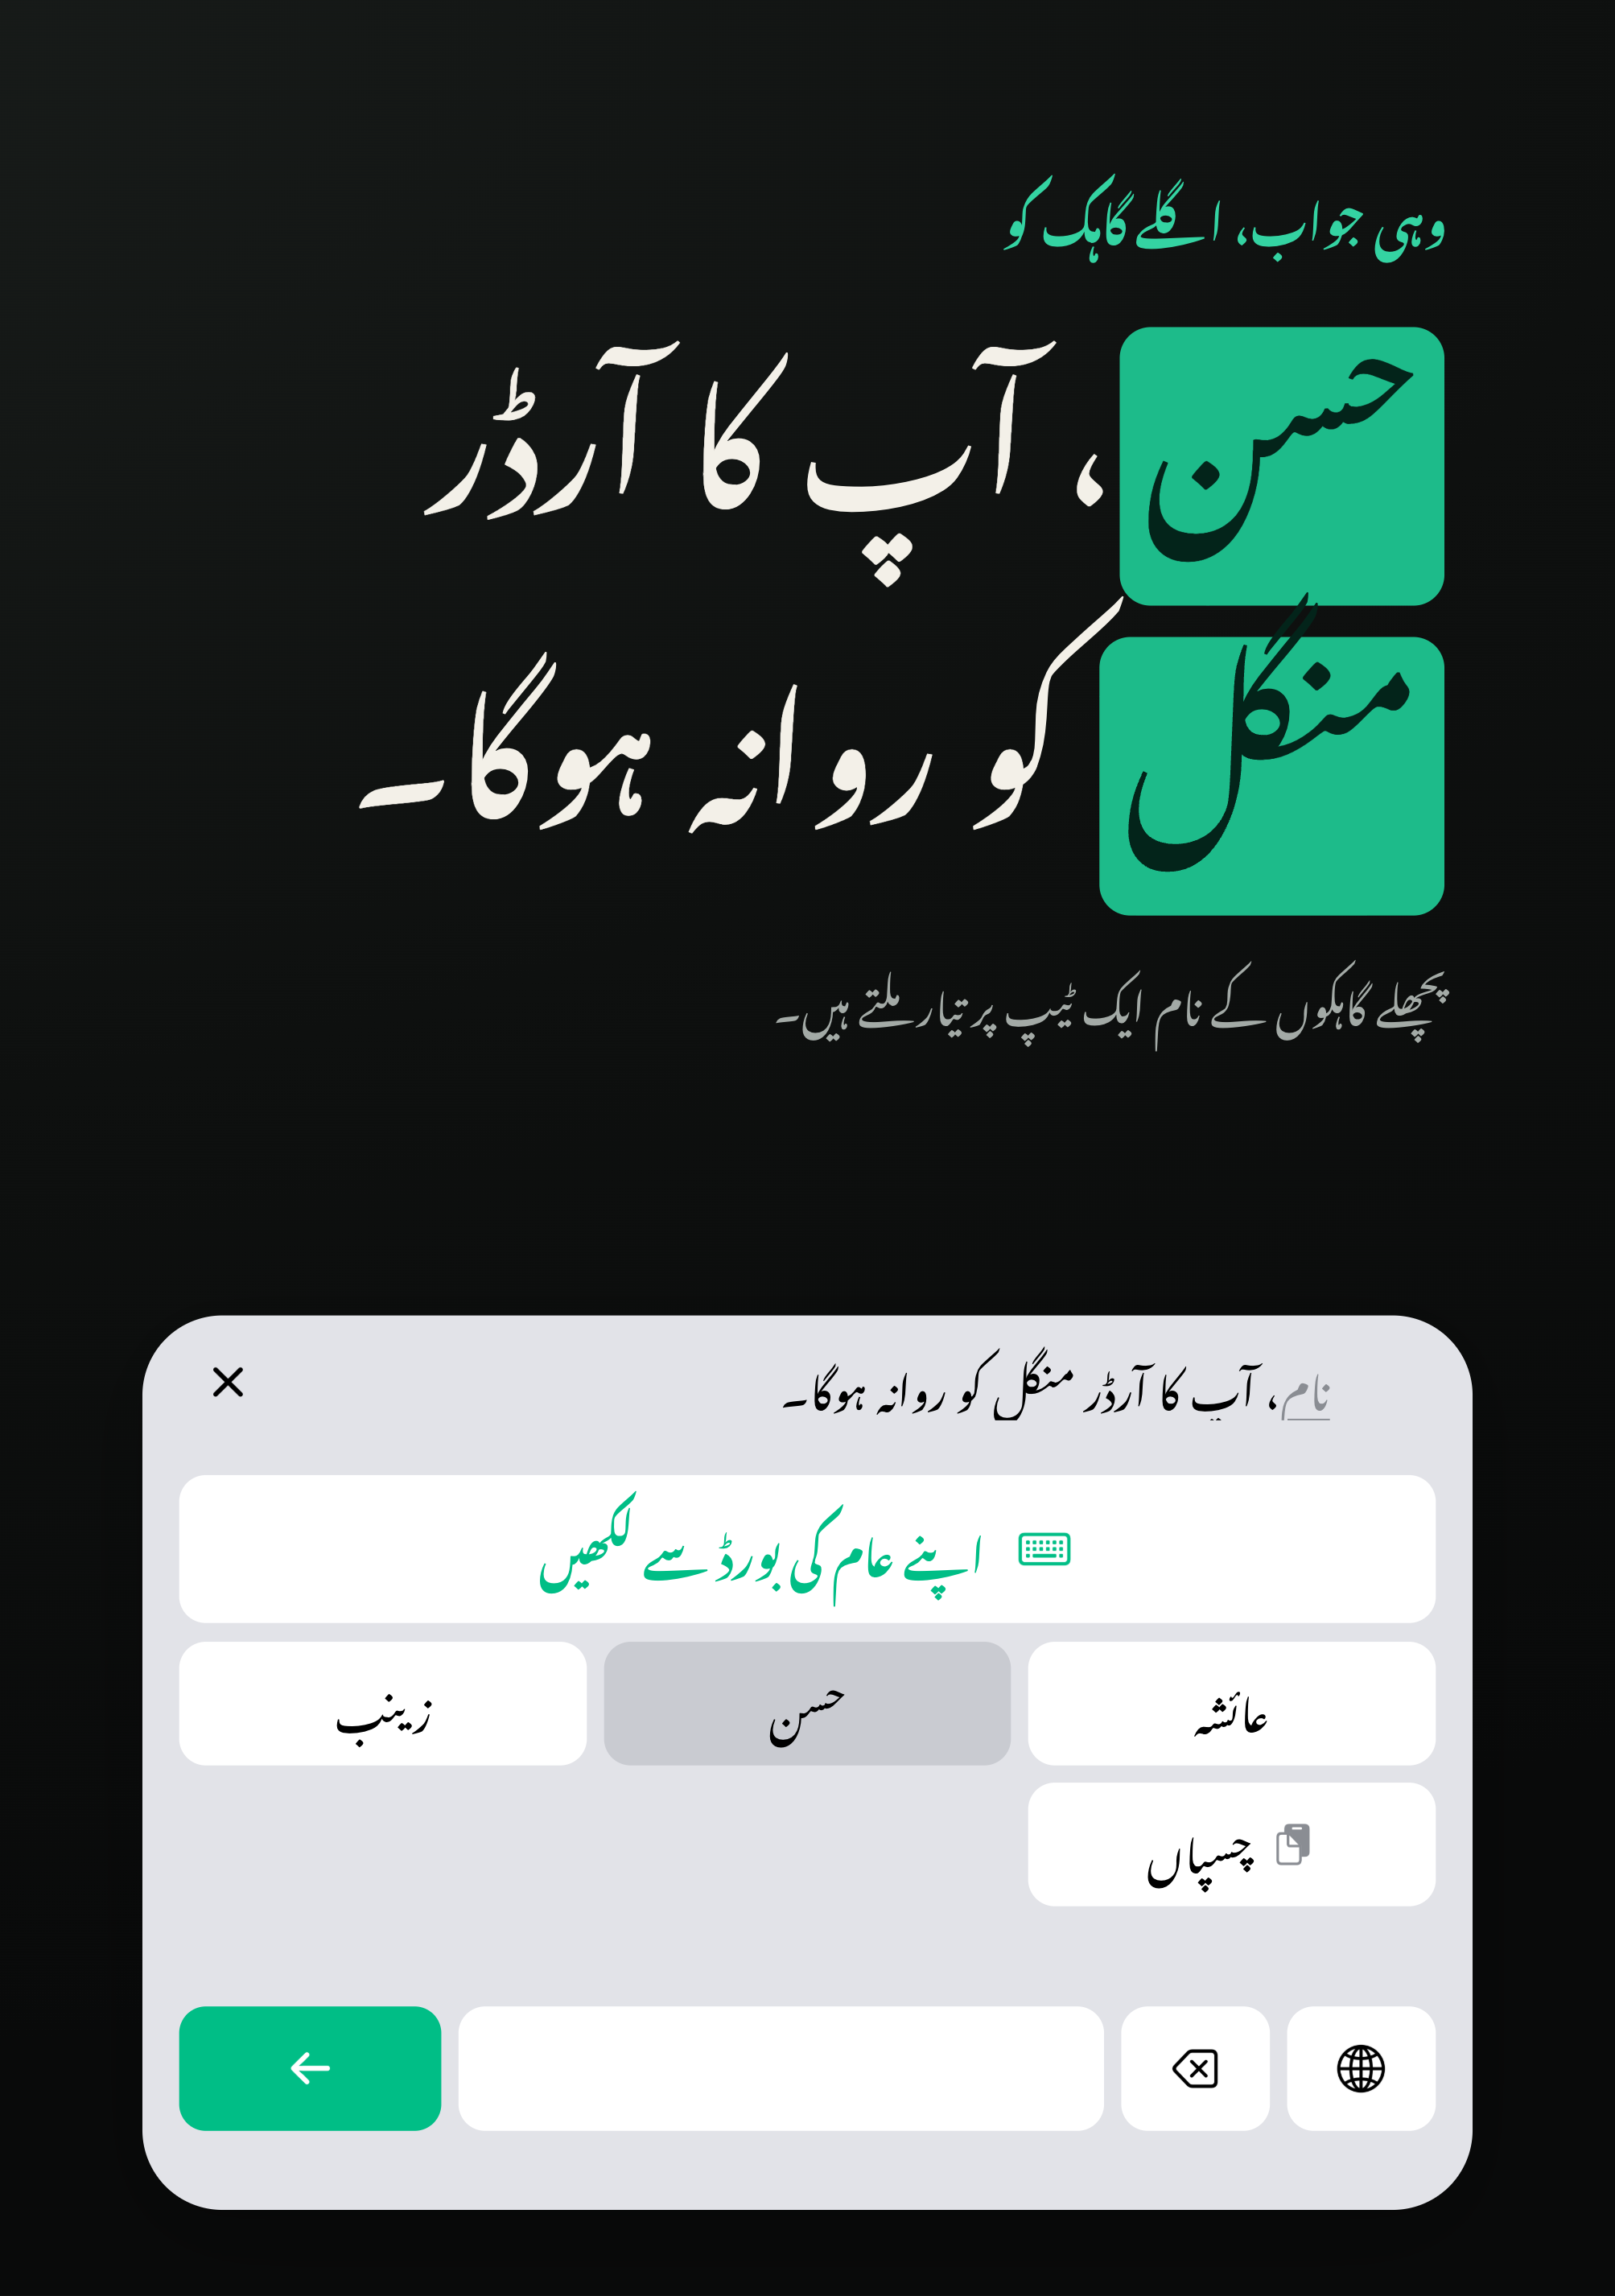 وہی جواب، اگلے گاہک کو
حسن، آپ کا آرڈر
منگل کو روانہ ہوگا۔
پچھلے گاہکوں کے نام ایک ٹیپ پر تیار ملتے ہیں۔
نام، آپ کا آرڈر منگل کو روانہ ہوگا۔
اپنے عام کی بورڈ سے لکھیں
عائشہ
حسن
زینب
چسپاں